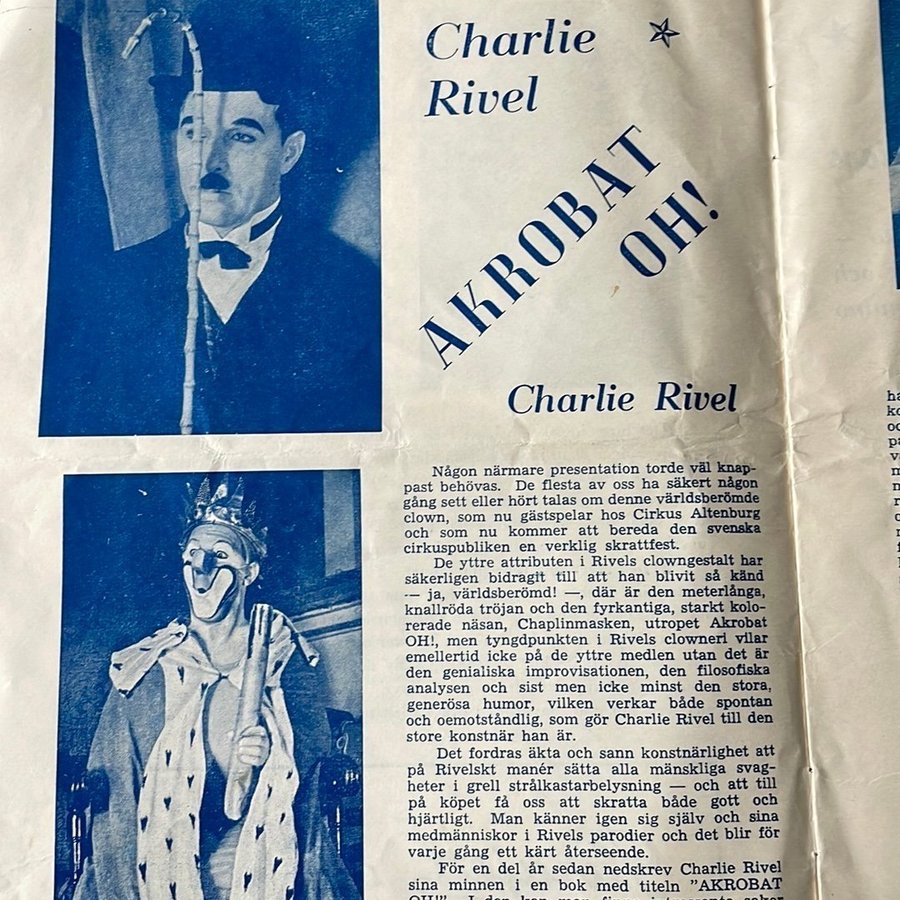 Charlie
Rivel
AKROBAT
OH!
Charlie Rivel
Någon närmare presentation torde väl knap-
past behövas. De flesta av oss ha säkert någon
gång sett eller hört talas om denne världsberömde
clown, som nu gästspelar hos Cirkus Altenburg
och som nu kommer att bereda den svenska
cirkuspubliken en verklig skrattfest.
De yttre attributen i Rivels clowngestalt har
säkerligen bidragit till att han blivit så känd
— ja, världsberömd! —, där är den meterlånga,
knallröda tröjan och den fyrkantiga, starkt kolo-
rerade näsan, Chaplinmasken, utropet Akrobat
OH!, men tyngdpunkten i Rivels clowneri vilar
emellertid icke på de yttre medlen utan det är
den genialiska improvisationen, den filosofiska
analysen och sist men icke minst den stora,
generösa humor, vilken verkar både spontan
och oemotståndlig, som gör Charlie Rivel till den
store konstnär han är.
Det fordras äkta och sann konstnärlighet att
på Rivelskt manér sätta alla mänskliga svag-
heter i grell strålkastarbelysning — och att till
på köpet få oss att skratta både gott och
hjärtligt. Man känner igen sig själv och sina
medmänniskor i Rivels parodier och det blir för
varje gång ett kärt återseende.
För en del år sedan nedskrev Charlie Rivel
sina minnen i en bok med titeln "AKROBAT
OH!". I den kan man finna intressanta saker